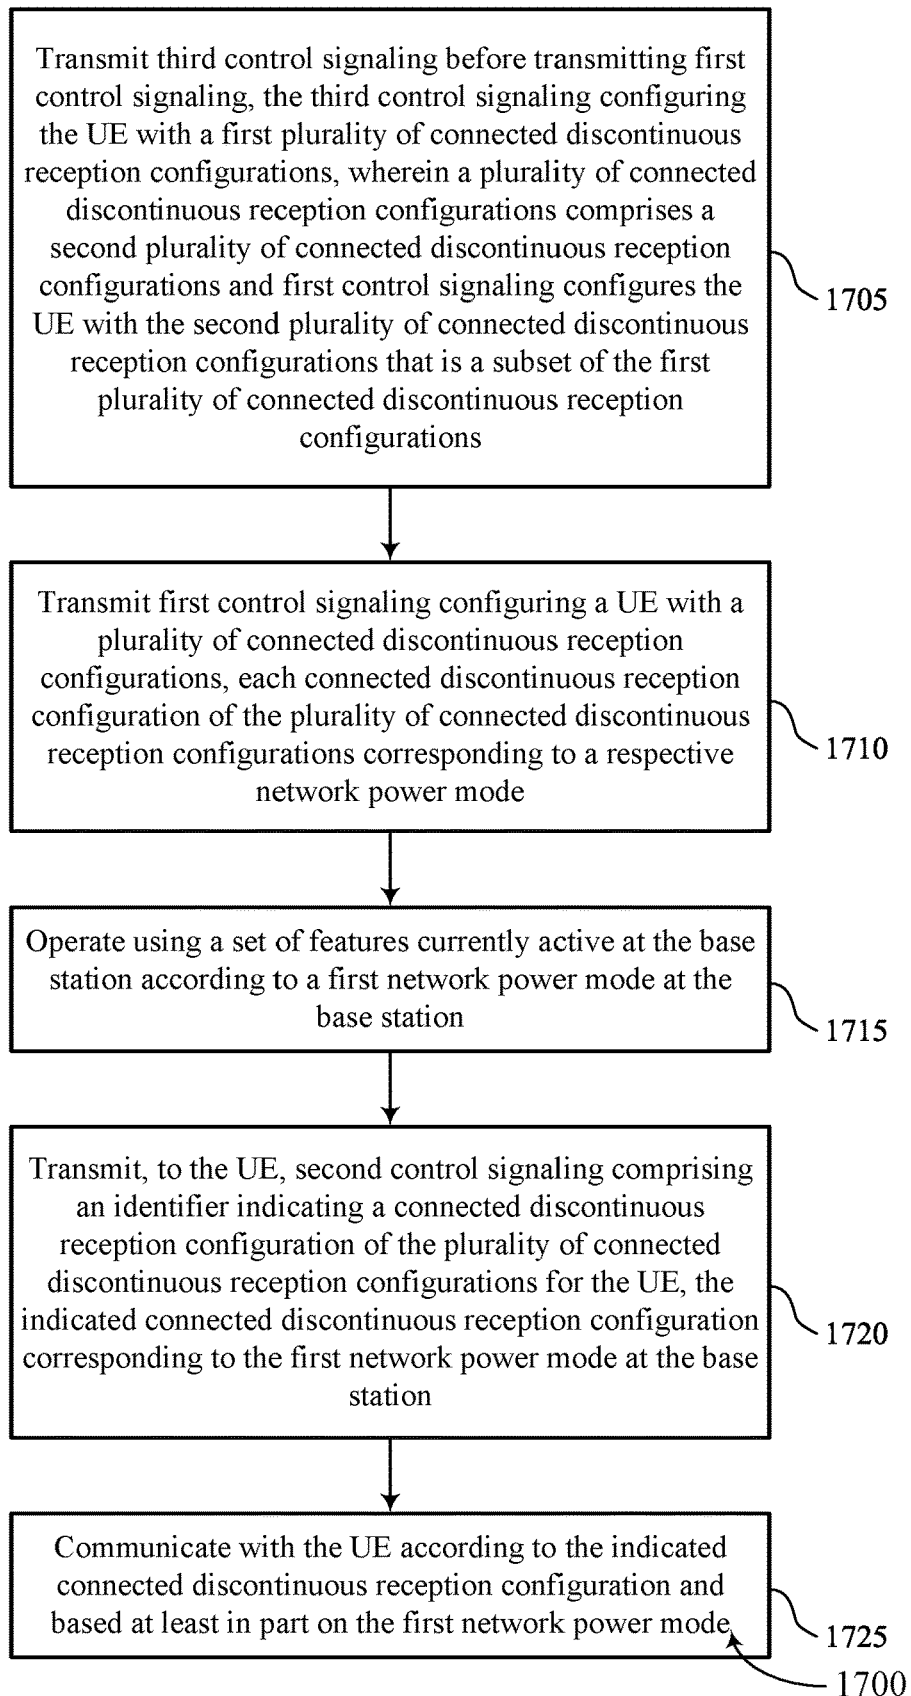 Transmit third control signaling before transmitting first
control signaling, the third control signaling configuring
the UE with a first plurality of connected discontinuous
reception configurations, wherein a plurality of connected
discontinuous reception configurations comprises a
second plurality of connected discontinuous reception
configurations and first control signaling configures the
UE with the second plurality of connected discontinuous
reception configurations that is a subset of the first
plurality of connected discontinuous reception
configurations
1705
Transmit first control signaling configuring a UE with a
plurality of connected discontinuous reception
configurations, each connected discontinuous reception
configuration of the plurality of connected discontinuous
reception configurations corresponding to a respective
network power mode
1710
Operate using a set of features currently active at the base
station according to a first network power mode at the
base station
1715
Transmit, to the UE, second control signaling comprising
an identifier indicating a connected discontinuous
reception configuration of the plurality of connected
discontinuous reception configurations for the UE, the
indicated connected discontinuous reception configuration
corresponding to the first network power mode at the base
station
1720
Communicate with the UE according to the indicated
connected discontinuous reception configuration and
based at least in part on the first network power mode
1725
1700